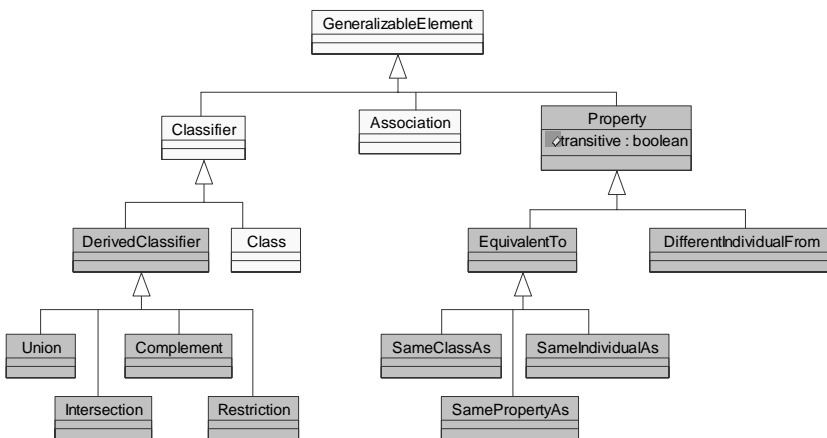 GeneralizableElement
Classifier
Association
Property
transitive : boolean
DerivedClassifier
Class
EquivalentTo
DifferentIndividualFrom
Union
Complement
SameClassAs
SameIndividualAs
Intersection
Restriction
SamePropertyAs